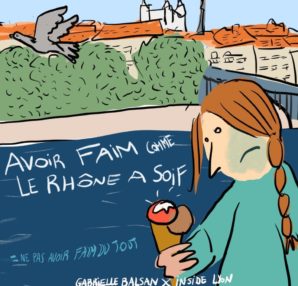 AVOIR FAIM COMME
LE RHÔNE A SOIF
= NE PAS AVOIR FAIM DU TOUT
GABRIELLE BALSAN X INSIDE LYON